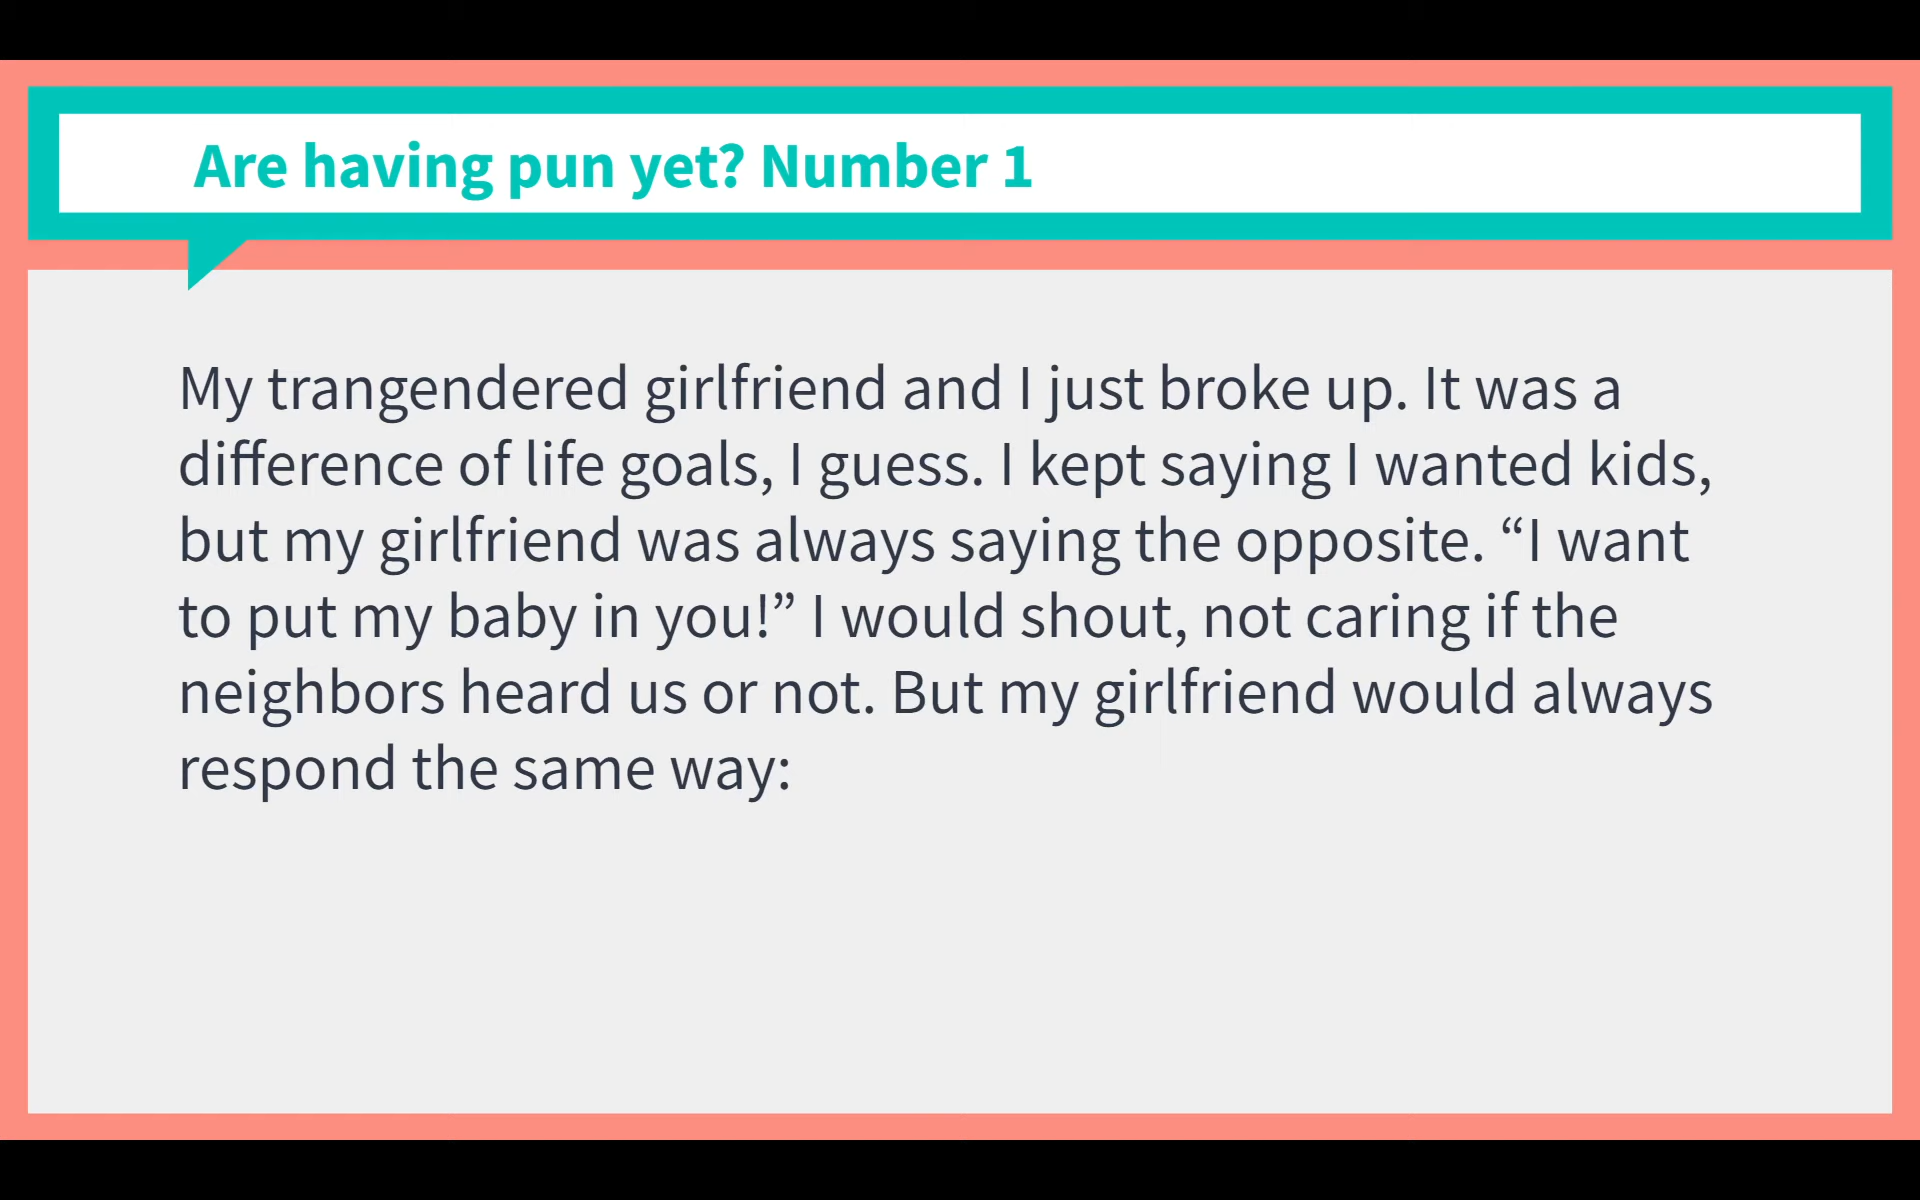 Are having pun yet? Number 1
My trangendered girlfriend and I just broke up. It was a
difference of life goals, I guess. I kept saying I wanted kids,
but my girlfriend was always saying the opposite. “I want
to put my baby in you!” I would shout, not caring if the
neighbors heard us or not. But my girlfriend would always
respond the same way: